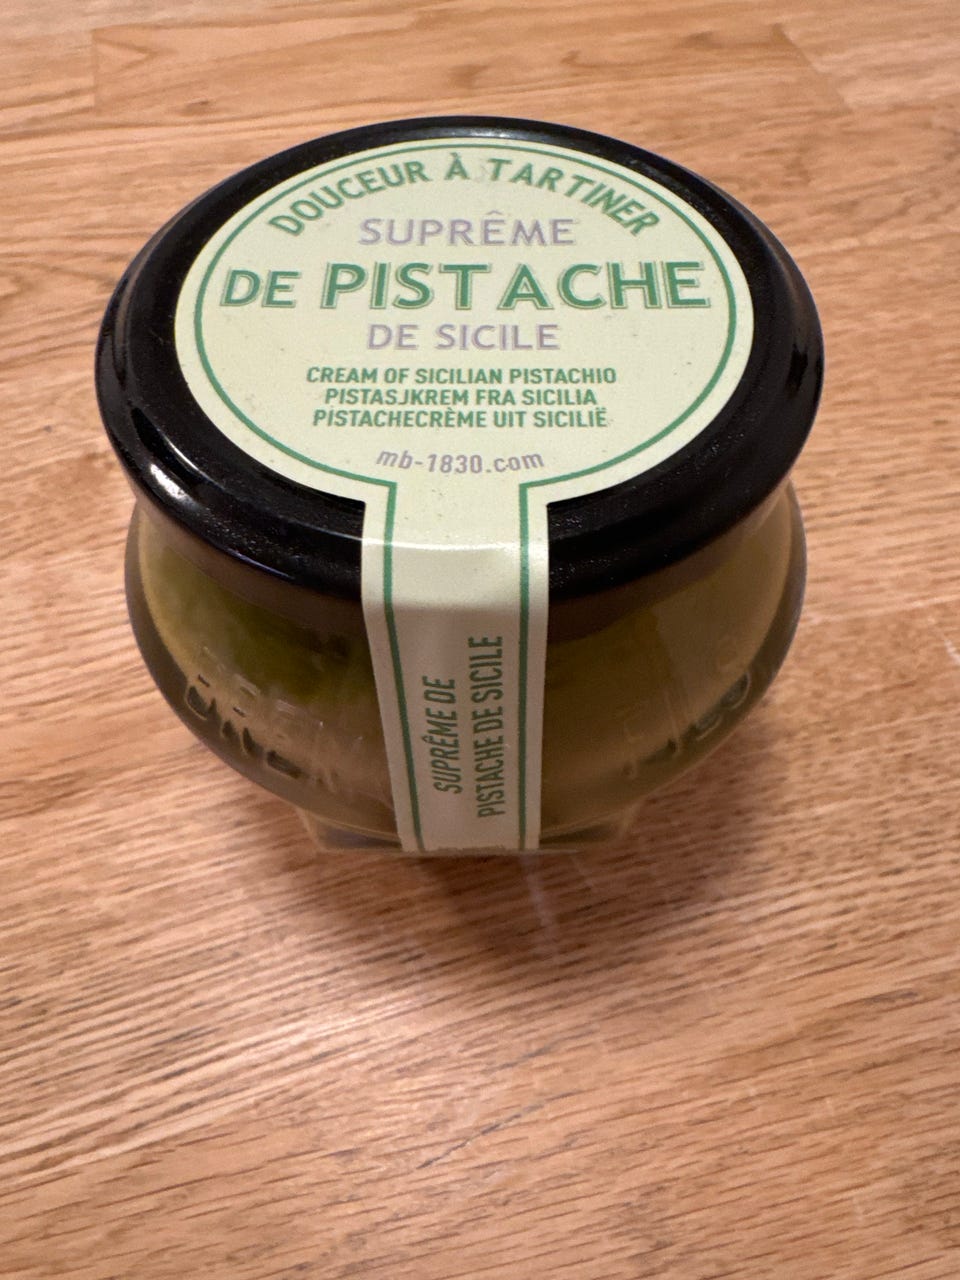 DOUCEUR À TARTINER
SUPRÊME
DE PISTACHE
DE SICILE
CREAM OF SICILIAN PISTACHIO
PISTASJKREM FRA SICILIA
PISTACHECRÈME UIT SICILIË
mb-1830.com
SUPRÊME DE
PISTACHE DE SICILE